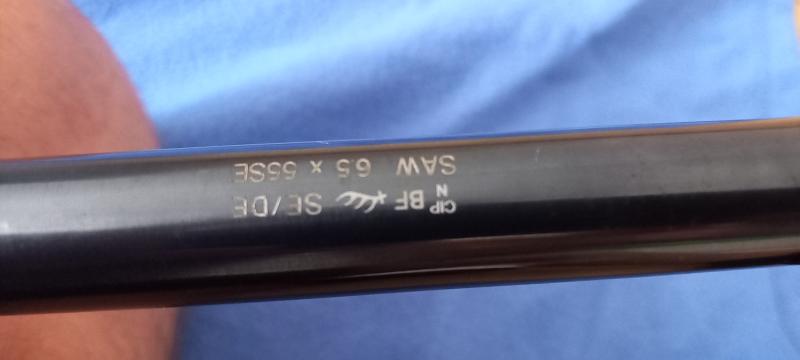 CIP N BF SE/DE
SAW 6.5 x 55SE